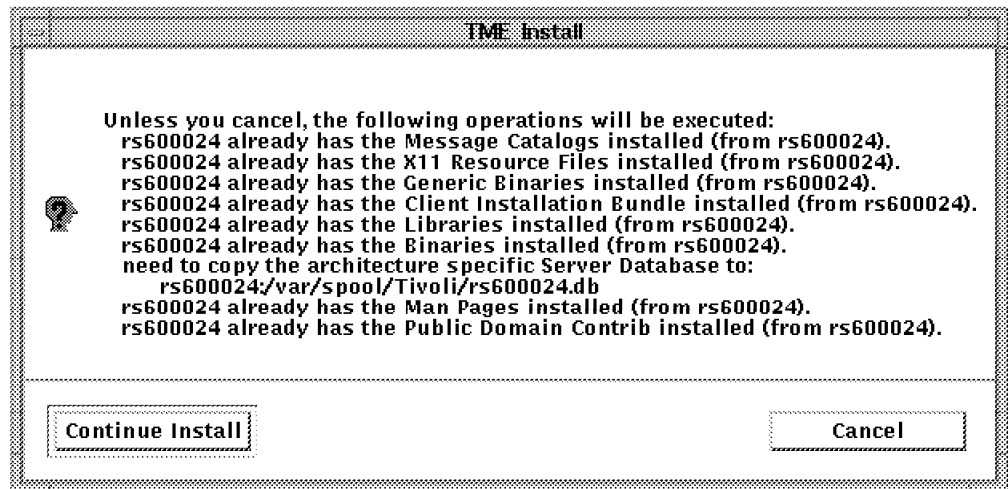 TME Install
Unless you cancel, the following operations will be executed:
rs600024 already has the Message Catalogs installed (from rs600024).
rs600024 already has the X11 Resource Files installed (from rs600024).
rs600024 already has the Generic Binaries installed (from rs600024).
rs600024 already has the Client Installation Bundle installed (from rs600024).
rs600024 already has the Libraries installed (from rs600024).
rs600024 already has the Binaries installed (from rs600024).
need to copy the architecture specific Server Database to:
rs600024:/var/spool/Tivoli/rs600024.db
rs600024 already has the Man Pages installed (from rs600024).
rs600024 already has the Public Domain Contrib installed (from rs600024).
Continue Install
Cancel